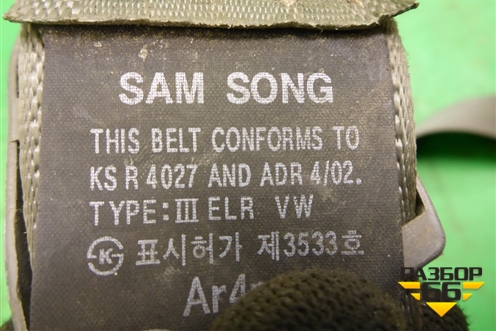 SAM SONG
THIS BELT CONFORMS TO
KS R 4027 AND ADR 4/02.
TYPE: III ELR VW
표시허가 제3533호
РАЗБОР
66